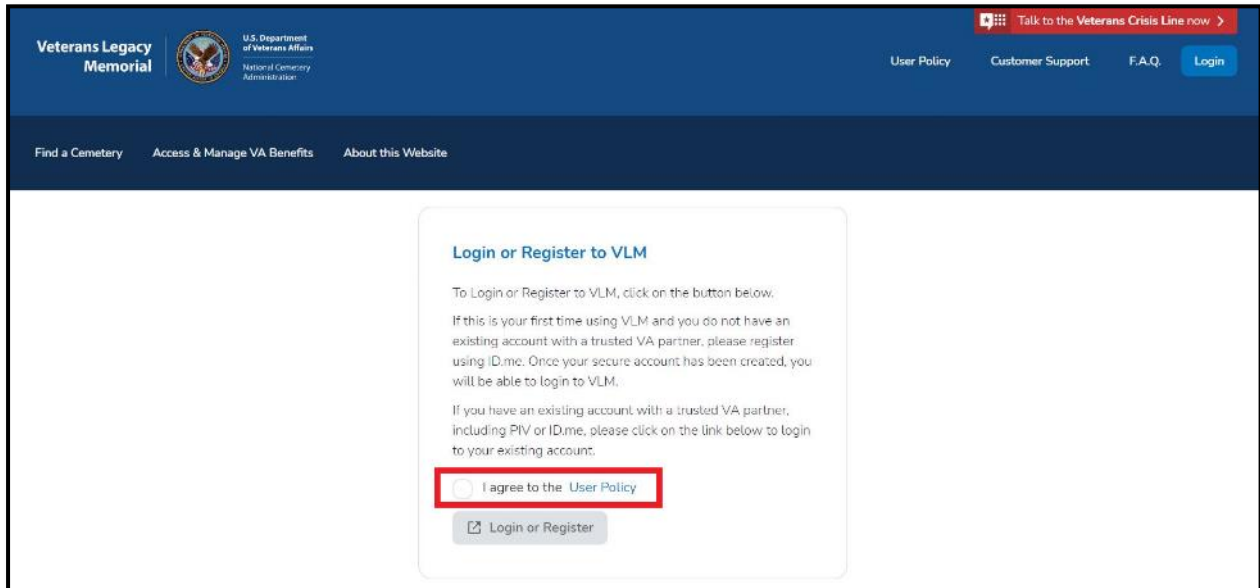 Talk to the Veterans Crisis Line now
Veterans Legacy
Memorial
U.S. Department
of Veterans Affairs
National Cemetery
Administration
User Policy Customer Support F.A.Q. Login
Find a Cemetery Access & Manage VA Benefits About this Website
Login or Register to VLM
To Login or Register to VLM, click on the button below.
If this is your first time using VLM and you do not have an
existing account with a trusted VA partner, please register
using ID.me. Once your secure account has been created, you
will be able to login to VLM.
If you have an existing account with a trusted VA partner,
including PIV or ID.me, please click on the link below to login
to your existing account.
I agree to the User Policy
Login or Register